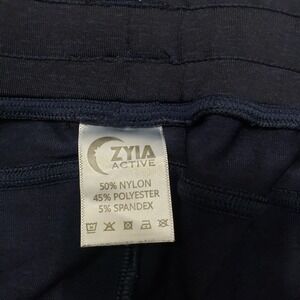 ZYIA
ACTIVE
50% NYLON
45% POLYESTER
5% SPANDEX